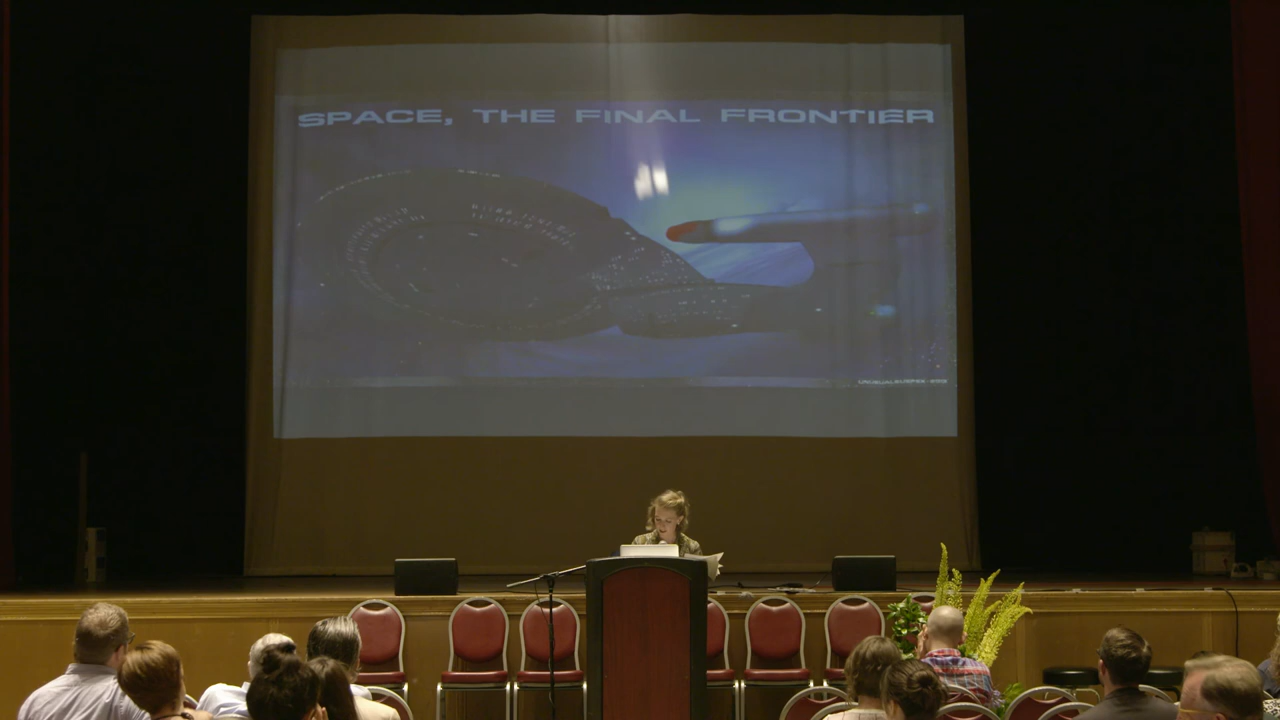 SPACE, THE FINAL FRONTIER